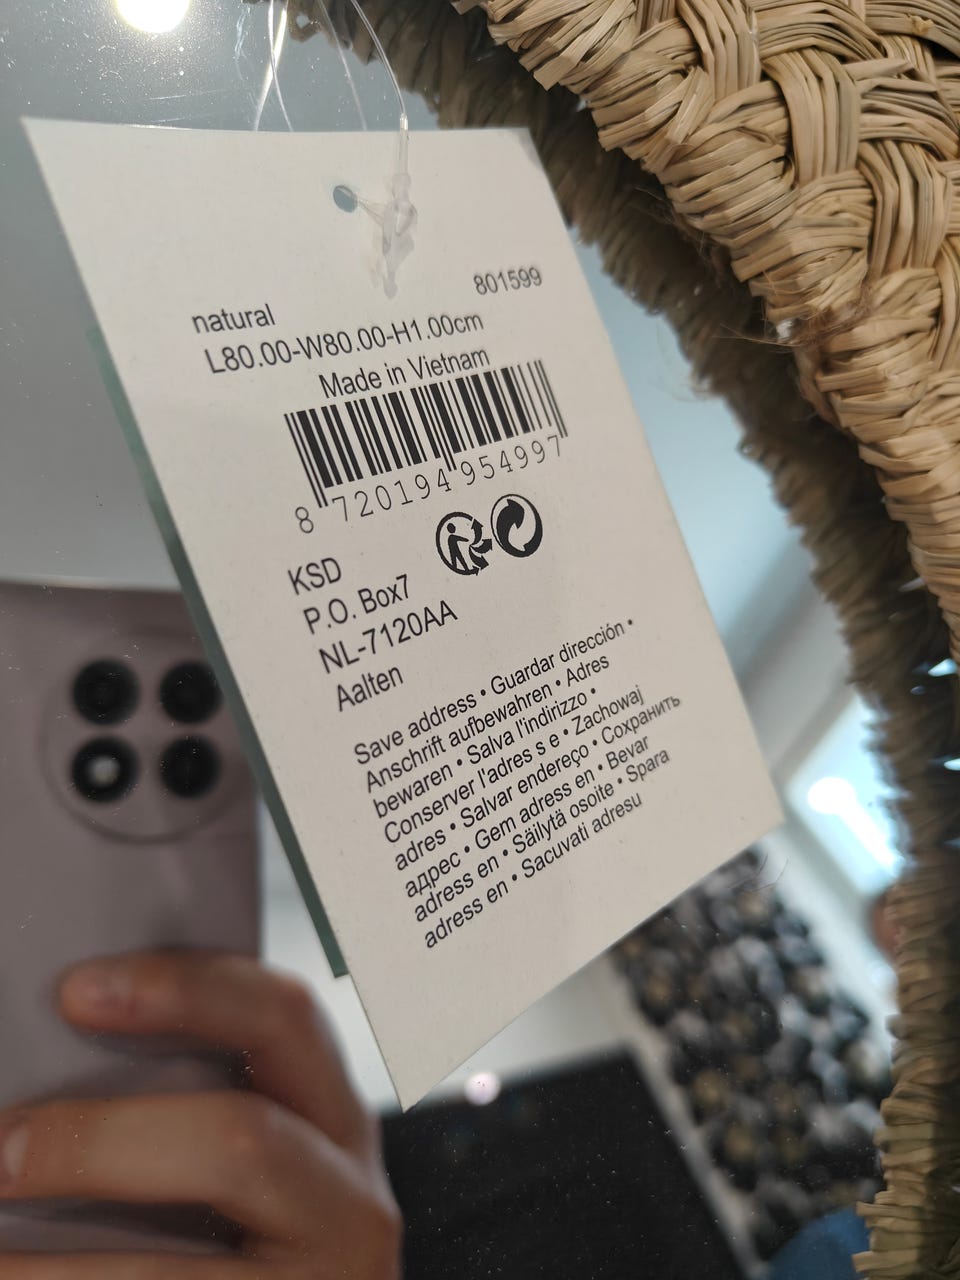 801599
natural
L80.00-W80.00-H1.00cm
Made in Vietnam
8 720194 954997
KSD
P.O. Box7
NL-7120AA
Aalten
Save address • Guardar dirección •
Anschrift aufbewahren • Adres
bewaren • Salva l'indirizzo •
Conserver l'adres s e • Zachowaj
adres • Salvar endereço • Сохранить
адрес • Gem adress en • Bevar
adress en • Säilytä osoite • Spara
adress en • Sacuvati adresu